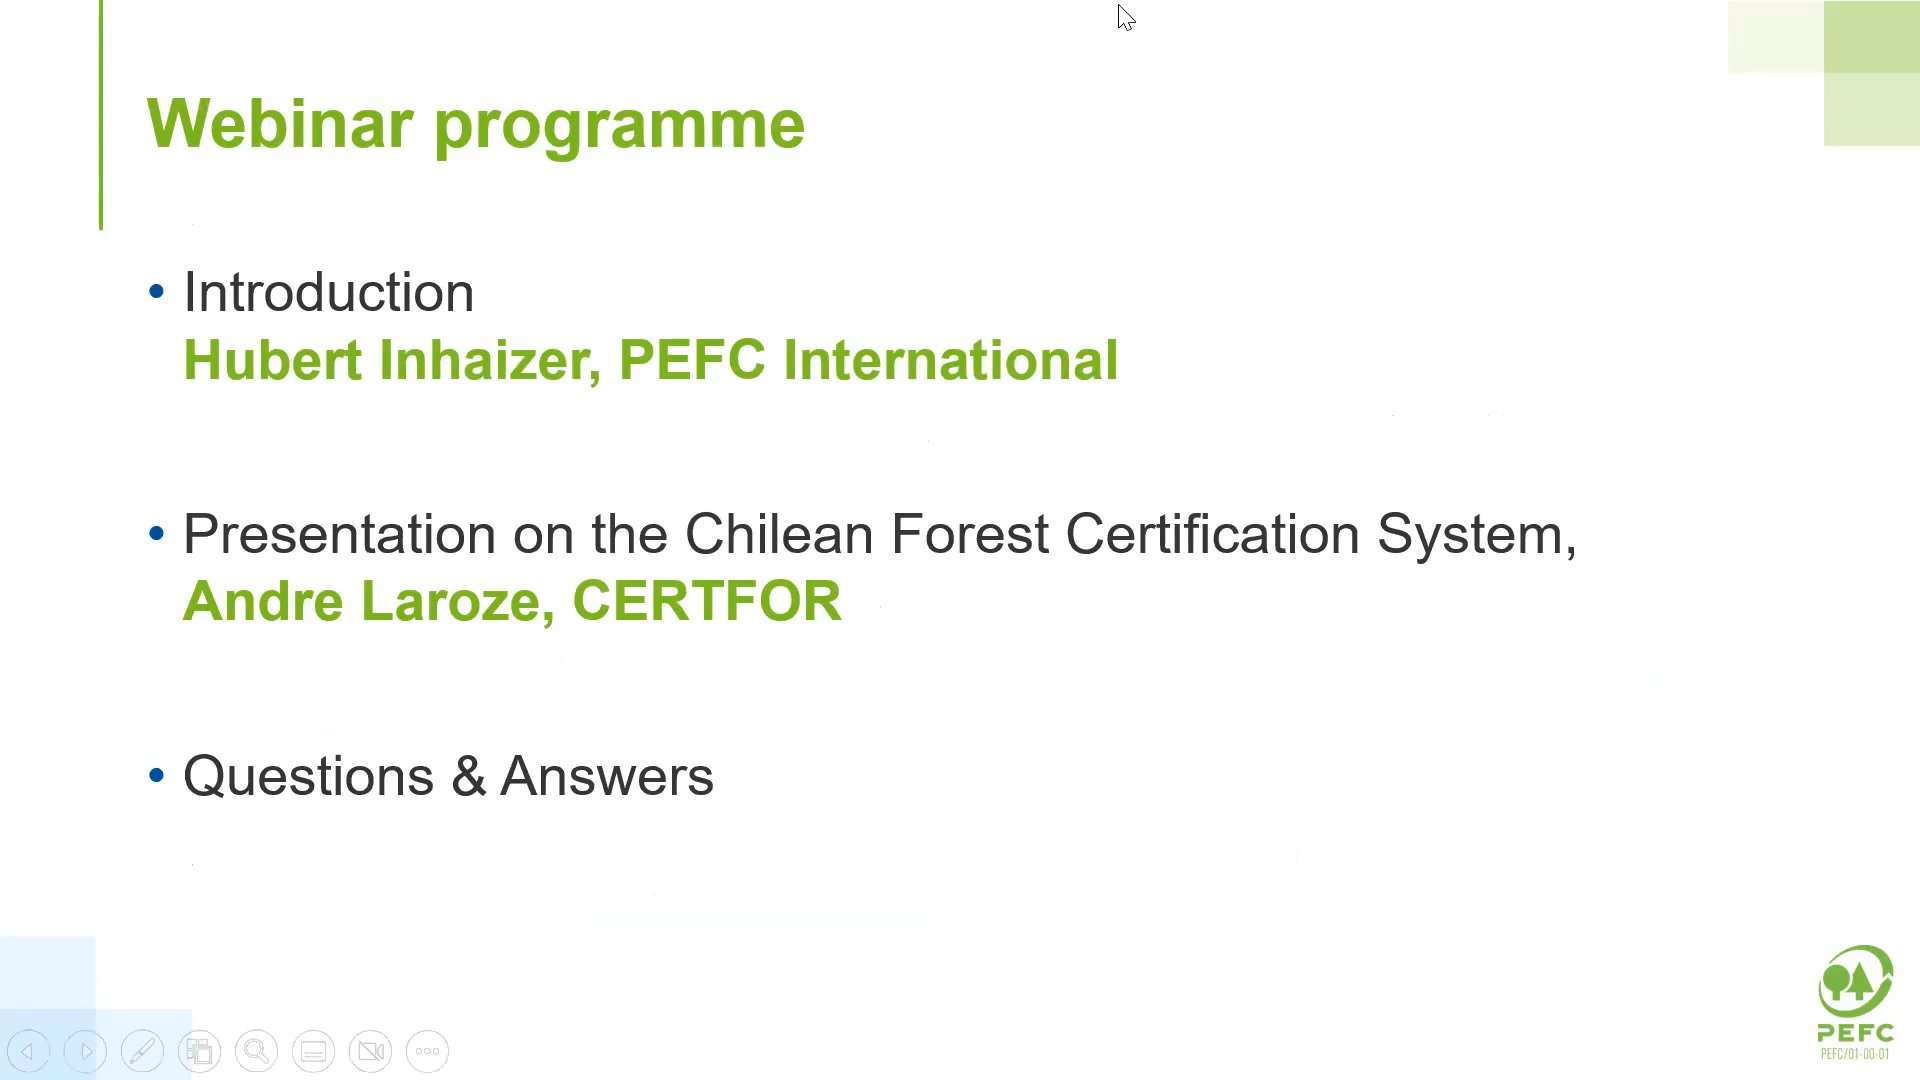 Webinar programme
• Introduction
Hubert Inhaizer, PEFC International
• Presentation on the Chilean Forest Certification System,
Andre Laroze, CERTFOR
• Questions & Answers
PEFC
PEFC/01-00-01